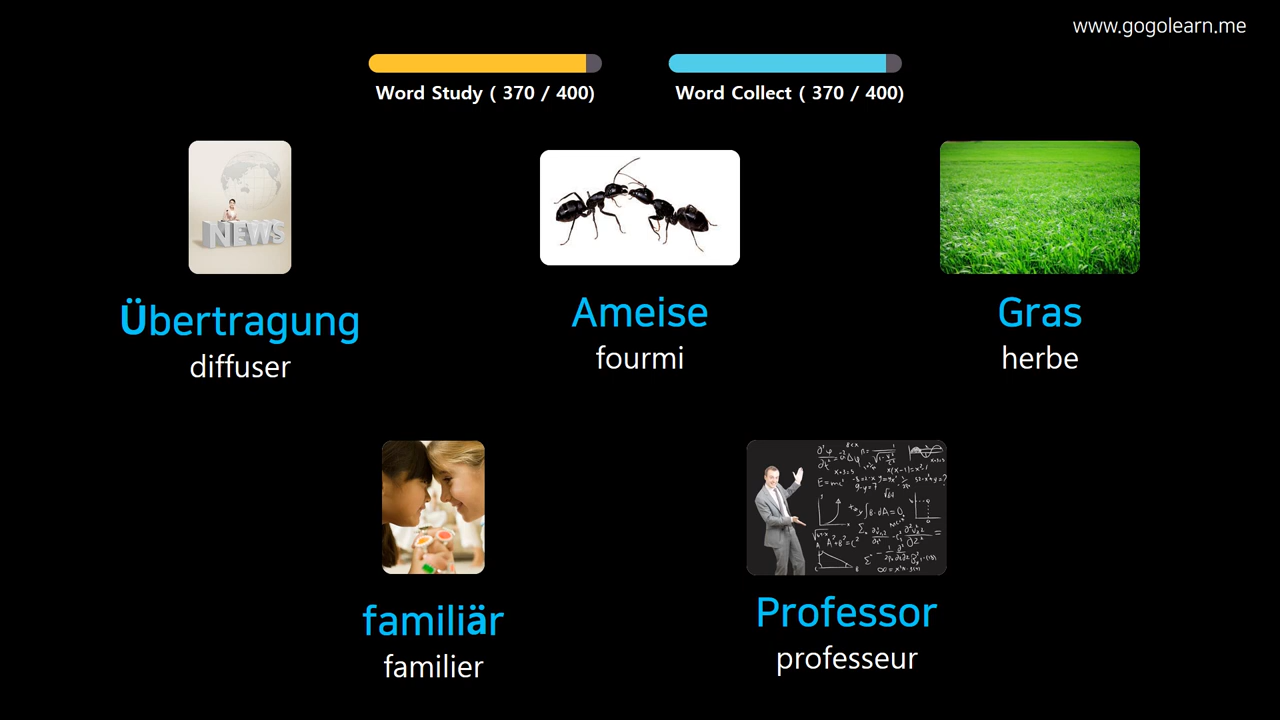 www.gogolearn.me
Word Study ( 370 / 400)
Word Collect ( 370 / 400)
NEWS
Übertragung
diffuser
Ameise
fourmi
Gras
herbe
familiär
familier
Professor
professeur